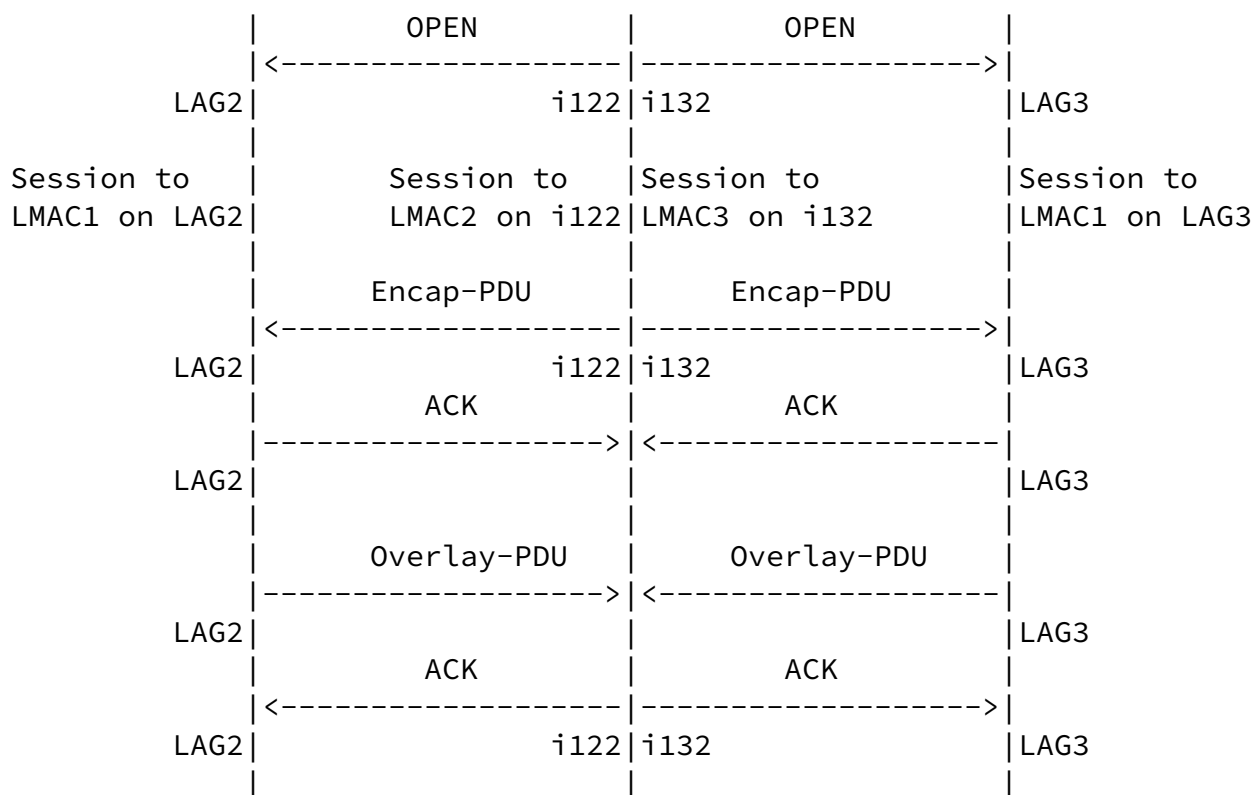 OPEN OPEN
LAG2 i122 i132 LAG3
Session to Session to Session to Session to
LMAC1 on LAG2 LMAC2 on i122 LMAC3 on i132 LMAC1 on LAG3
Encap-PDU Encap-PDU
LAG2 i122 i132 LAG3
ACK ACK
LAG2 LAG3
Overlay-PDU Overlay-PDU
LAG2 LAG3
ACK ACK
LAG2 i122 i132 LAG3